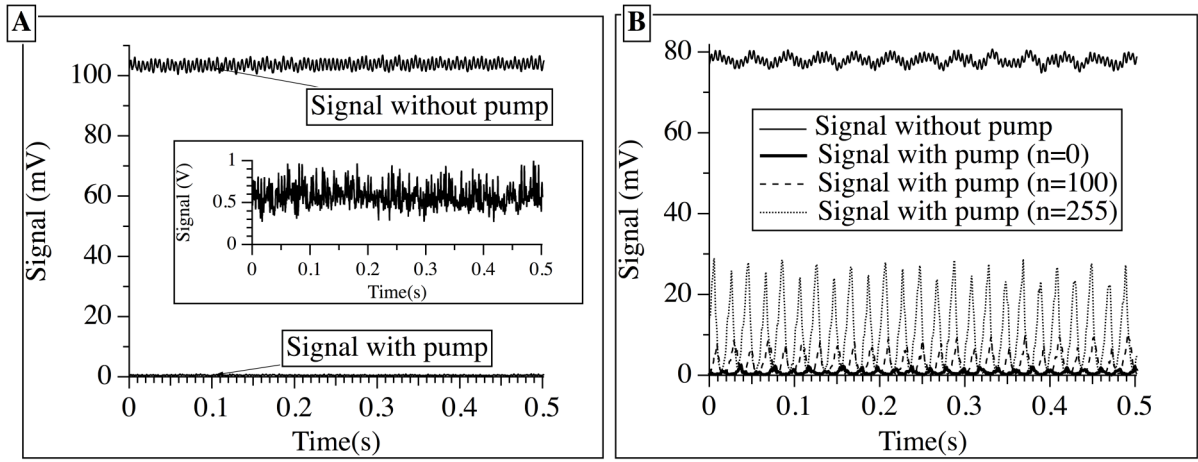 A
100
80
60
40
20
0
Signal (mV)
0 0.1 0.2 0.3 0.4 0.5
Time(s)
Signal without pump
Signal with pump
1
0.5
0
Signal (V)
0 0.1 0.2 0.3 0.4 0.5
Time(s)
B
80
60
40
20
0
Signal (mV)
0 0.1 0.2 0.3 0.4 0.5
Time(s)
Signal without pump
Signal with pump (n=0)
Signal with pump (n=100)
Signal with pump (n=255)